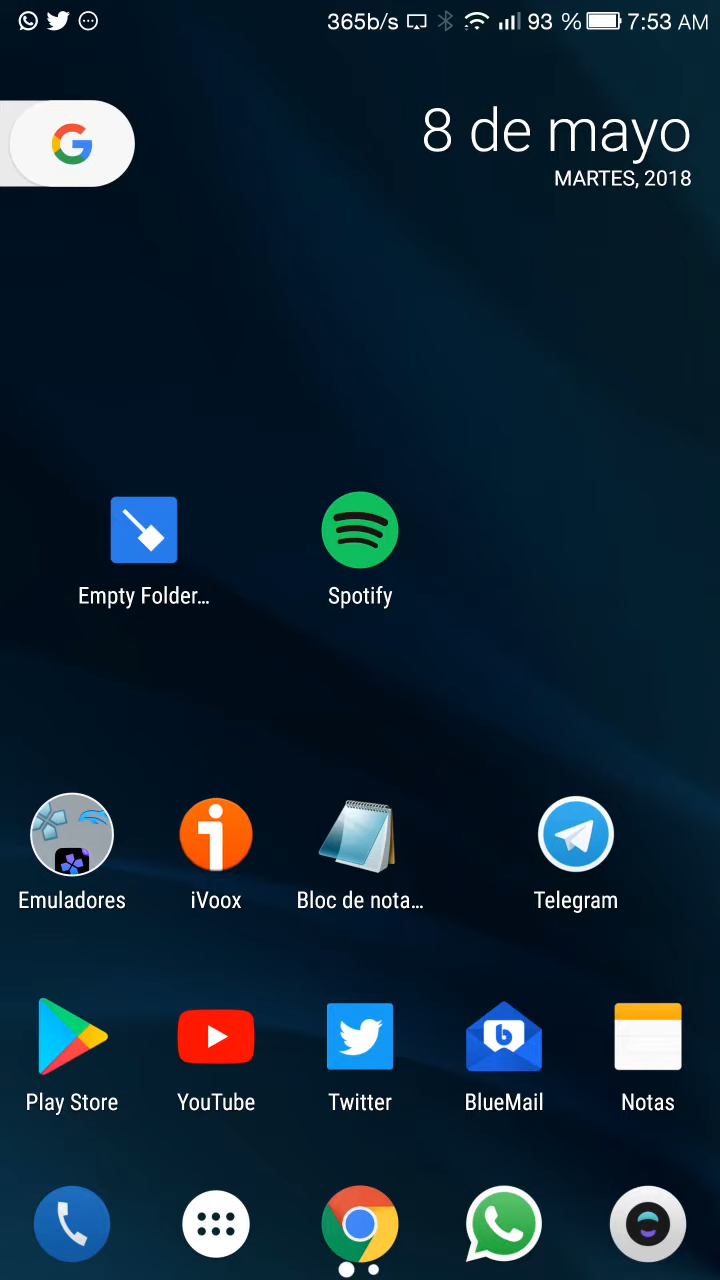 365b/s 93 % 7:53 AM
8 de mayo
MARTES, 2018
Empty Folder...
Spotify
Emuladores
iVoox
Bloc de nota...
Telegram
Play Store
YouTube
Twitter
BlueMail
Notas